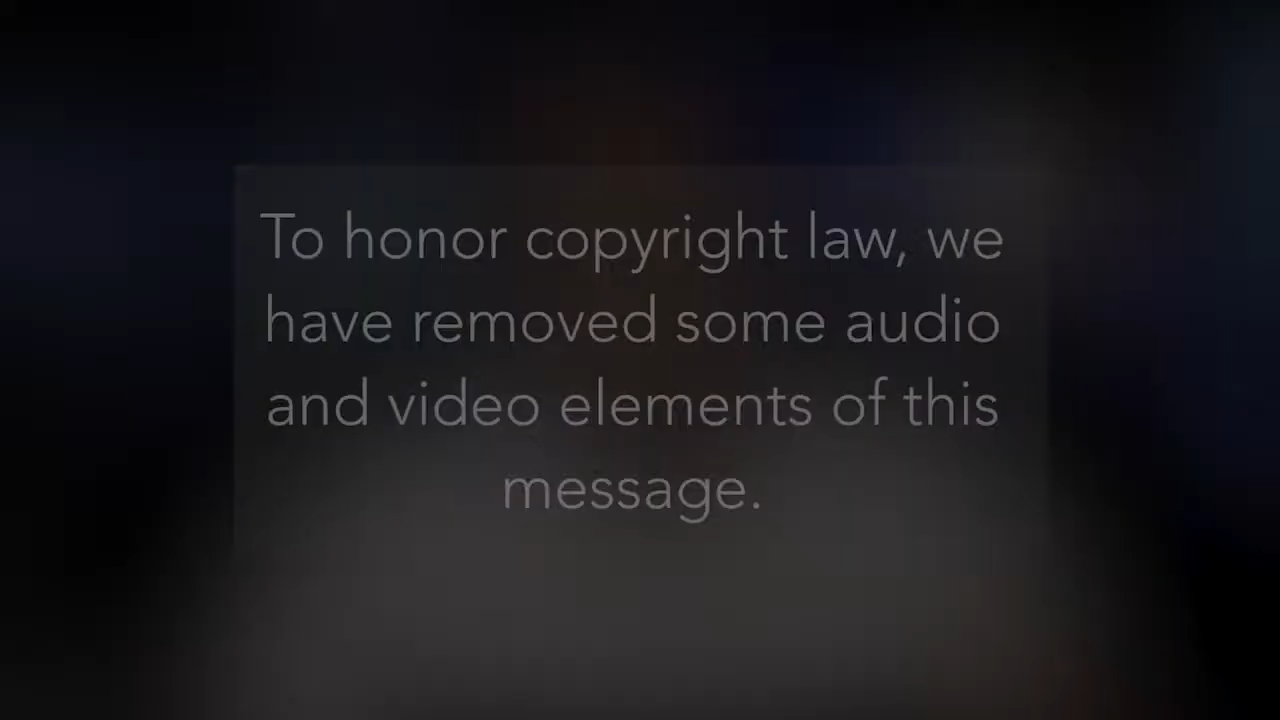 To honor copyright law, we
have removed some audio
and video elements of this
message.